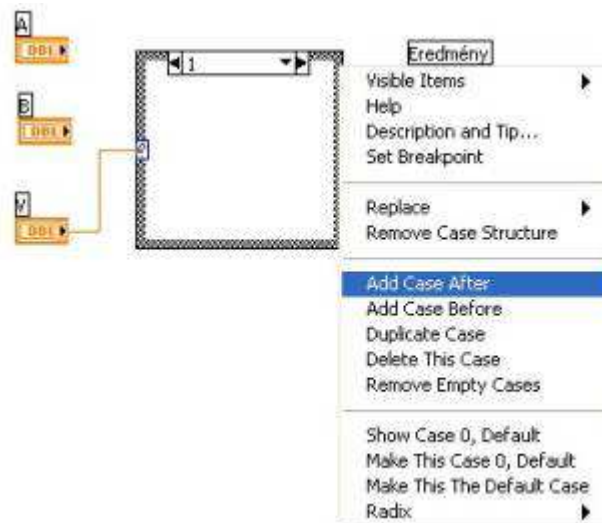 A
DBL
B
DBL
V
DBL
1
?
Eredmény
Visible Items
Help
Description and Tip...
Set Breakpoint
Replace
Remove Case Structure
Add Case After
Add Case Before
Duplicate Case
Delete This Case
Remove Empty Cases
Show Case 0, Default
Make This Case 0, Default
Make This The Default Case
Radix